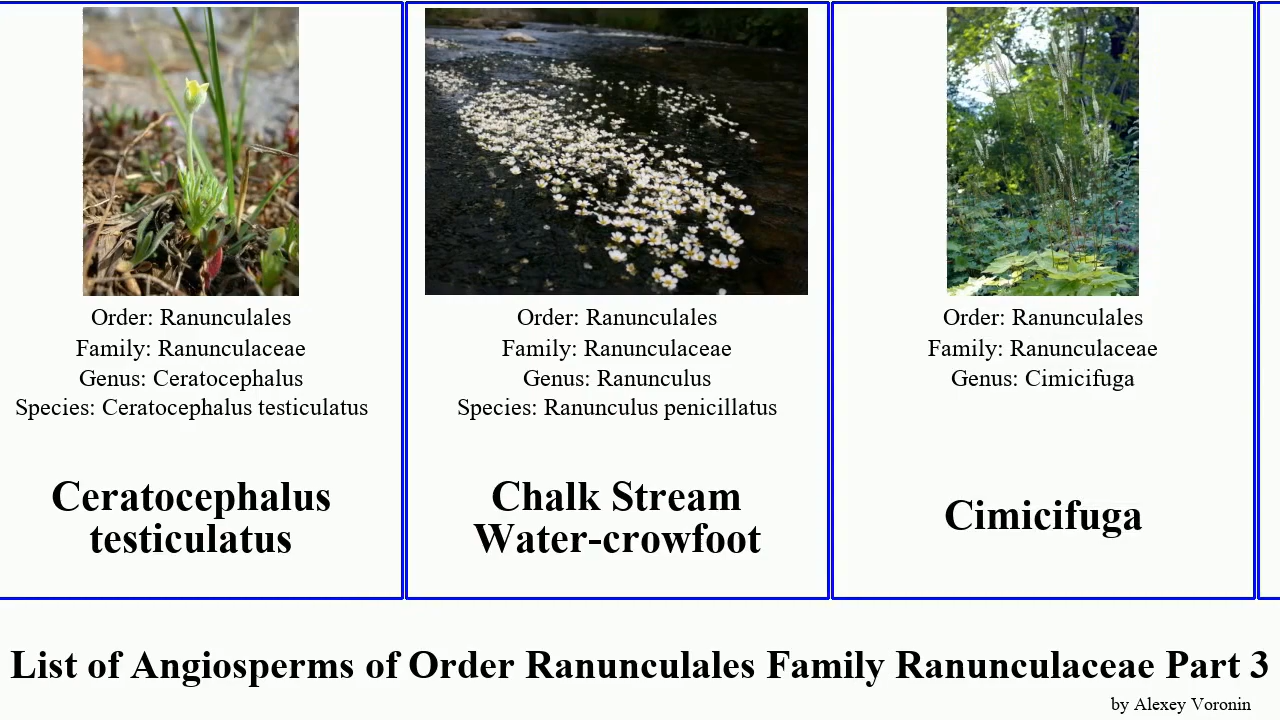 Order: Ranunculales
Family: Ranunculaceae
Genus: Ceratocephalus
Species: Ceratocephalus testiculatus
Ceratocephalus
testiculatus
Order: Ranunculales
Family: Ranunculaceae
Genus: Ranunculus
Species: Ranunculus penicillatus
Chalk Stream
Water-crowfoot
Order: Ranunculales
Family: Ranunculaceae
Genus: Cimicifuga
Cimicifuga
List of Angiosperms of Order Ranunculales Family Ranunculaceae Part 3
by Alexey Voronin